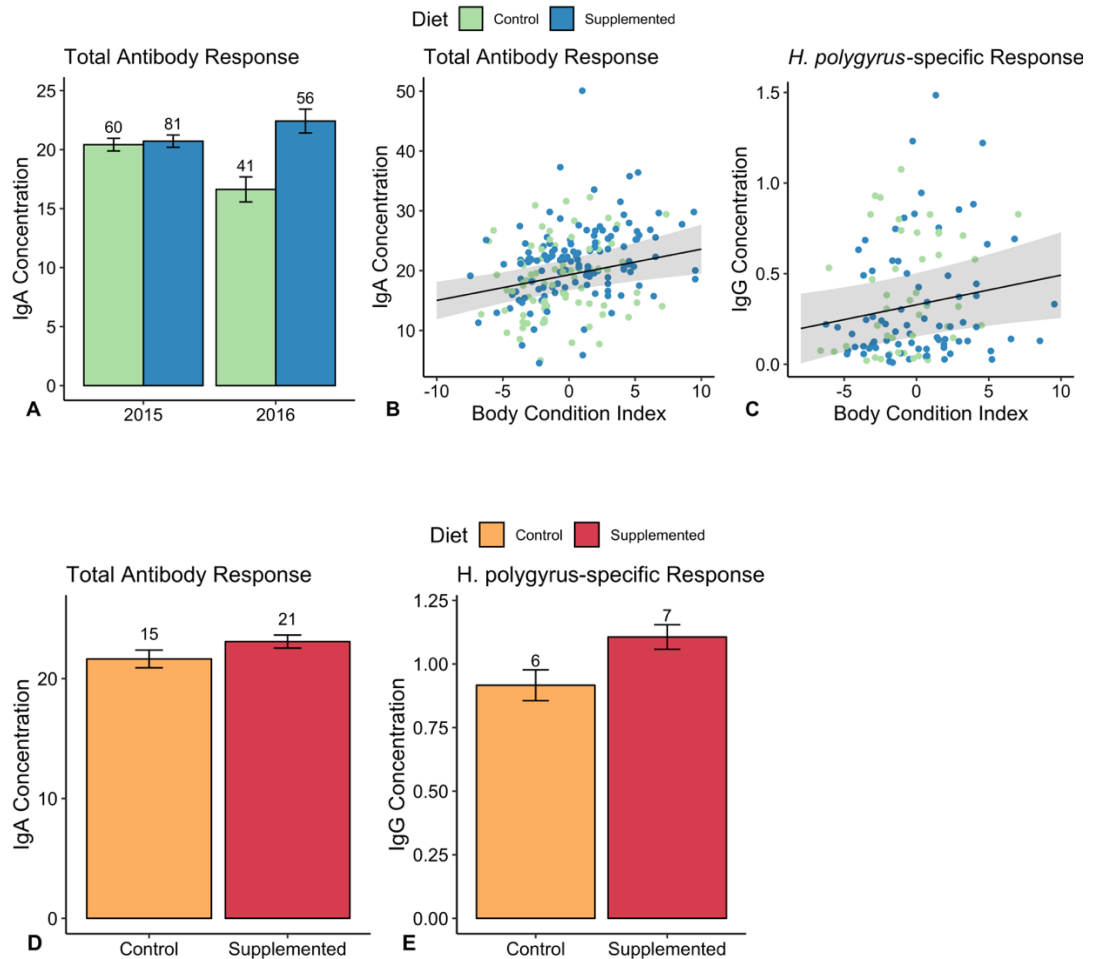 Diet Control Supplemented
Total Antibody Response
IgA Concentration
25
20
15
10
5
0
60
81
41
56
2015
2016
A
Total Antibody Response
IgA Concentration
50
40
30
20
10
-10
-5
0
5
10
Body Condition Index
B
H. polygyrus-specific Response
IgG Concentration
1.5
1.0
0.5
0.0
-5
0
5
10
Body Condition Index
C
Diet Control Supplemented
Total Antibody Response
IgA Concentration
20
10
0
15
21
Control
Supplemented
D
H. polygyrus-specific Response
IgG Concentration
1.25
1.00
0.75
0.50
0.25
0.00
6
7
Control
Supplemented
E